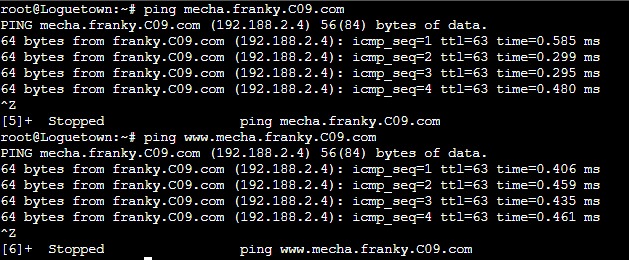 root@Loguetown:~# ping mecha.franky.C09.com
PING mecha.franky.C09.com (192.188.2.4) 56(84) bytes of data.
64 bytes from franky.C09.com (192.188.2.4): icmp_seq=1 ttl=63 time=0.585 ms
64 bytes from franky.C09.com (192.188.2.4): icmp_seq=2 ttl=63 time=0.299 ms
64 bytes from franky.C09.com (192.188.2.4): icmp_seq=3 ttl=63 time=0.295 ms
64 bytes from franky.C09.com (192.188.2.4): icmp_seq=4 ttl=63 time=0.480 ms
^Z
[5]+  Stopped                 ping mecha.franky.C09.com
root@Loguetown:~# ping www.mecha.franky.C09.com
PING mecha.franky.C09.com (192.188.2.4) 56(84) bytes of data.
64 bytes from franky.C09.com (192.188.2.4): icmp_seq=1 ttl=63 time=0.406 ms
64 bytes from franky.C09.com (192.188.2.4): icmp_seq=2 ttl=63 time=0.459 ms
64 bytes from franky.C09.com (192.188.2.4): icmp_seq=3 ttl=63 time=0.435 ms
64 bytes from franky.C09.com (192.188.2.4): icmp_seq=4 ttl=63 time=0.461 ms
^Z
[6]+  Stopped                 ping www.mecha.franky.C09.com